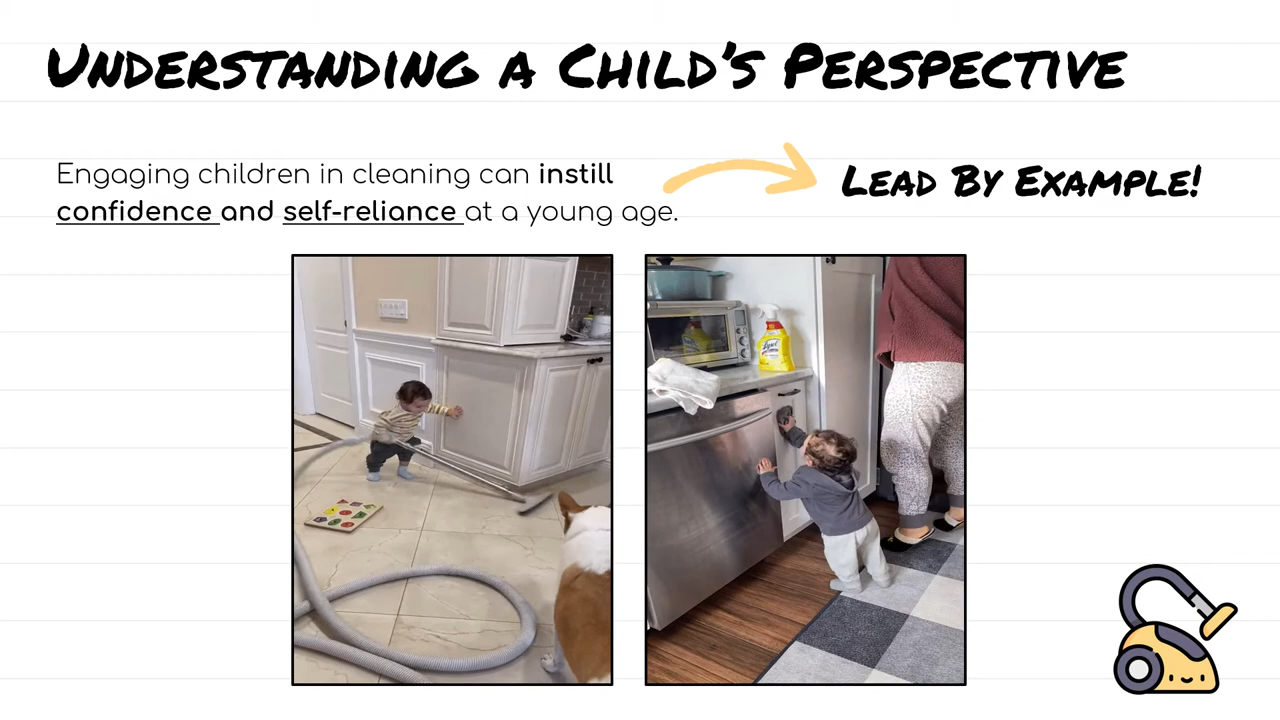 Understanding a Child's Perspective
Engaging children in cleaning can instill
confidence and self-reliance at a young age.
Lead By Example!
Lysol